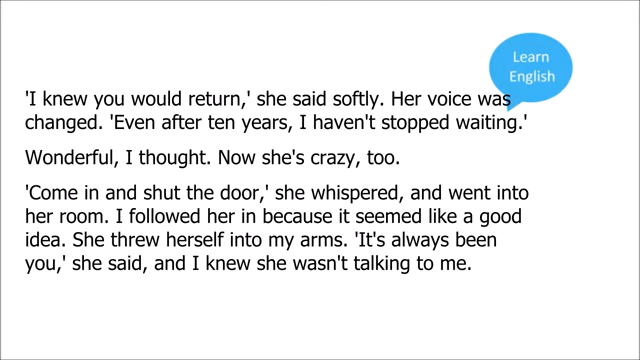 Learn
English
'I knew you would return,' she said softly. Her voice was
changed. 'Even after ten years, I haven't stopped waiting.'
Wonderful, I thought. Now she's crazy, too.
'Come in and shut the door,' she whispered, and went into
her room. I followed her in because it seemed like a good
idea. She threw herself into my arms. 'It's always been
you,' she said, and I knew she wasn't talking to me.